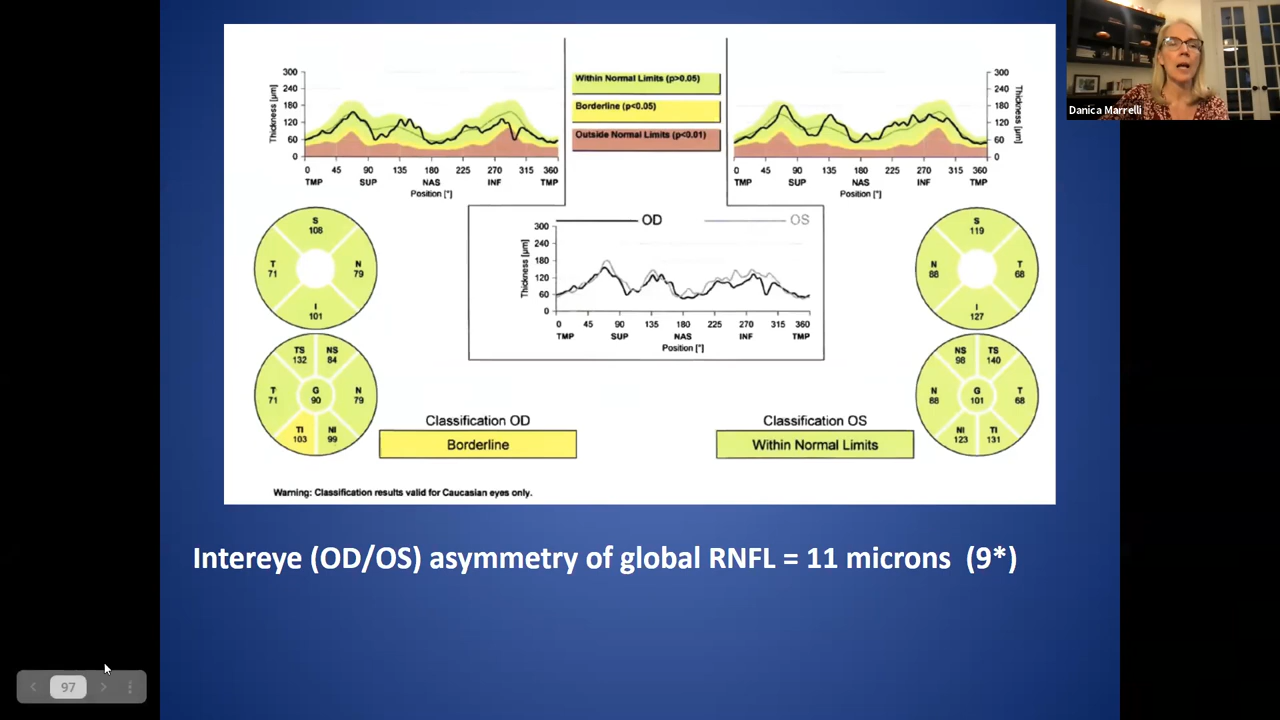 Danica Marrelli
Within Normal Limits (p>0.05)
Borderline (p<0.05)
Outside Normal Limits (p<0.01)
Thickness [µm]
300
240
180
120
60
0
0 45 90 135 180 225 270 315 360
TMP SUP NAS INF TMP
Position [°]
Thickness [µm]
300
240
180
120
60
0
0 45 90 135 180 225 270 315 360
TMP SUP NAS INF TMP
Position [°]
OD OS
Thickness [µm]
300
240
180
120
60
0
0 45 90 135 180 225 270 315 360
TMP SUP NAS INF TMP
Position [°]
S
108
T
71
N
79
I
101
S
119
N
88
T
68
I
127
TS
132
NS
84
T
71
G
90
N
79
TI
103
NI
99
NS
98
TS
140
N
88
G
101
T
68
NI
123
TI
131
Classification OD
Borderline
Classification OS
Within Normal Limits
Warning: Classification results valid for Caucasian eyes only.
Intereye (OD/OS) asymmetry of global RNFL = 11 microns (9*)
97